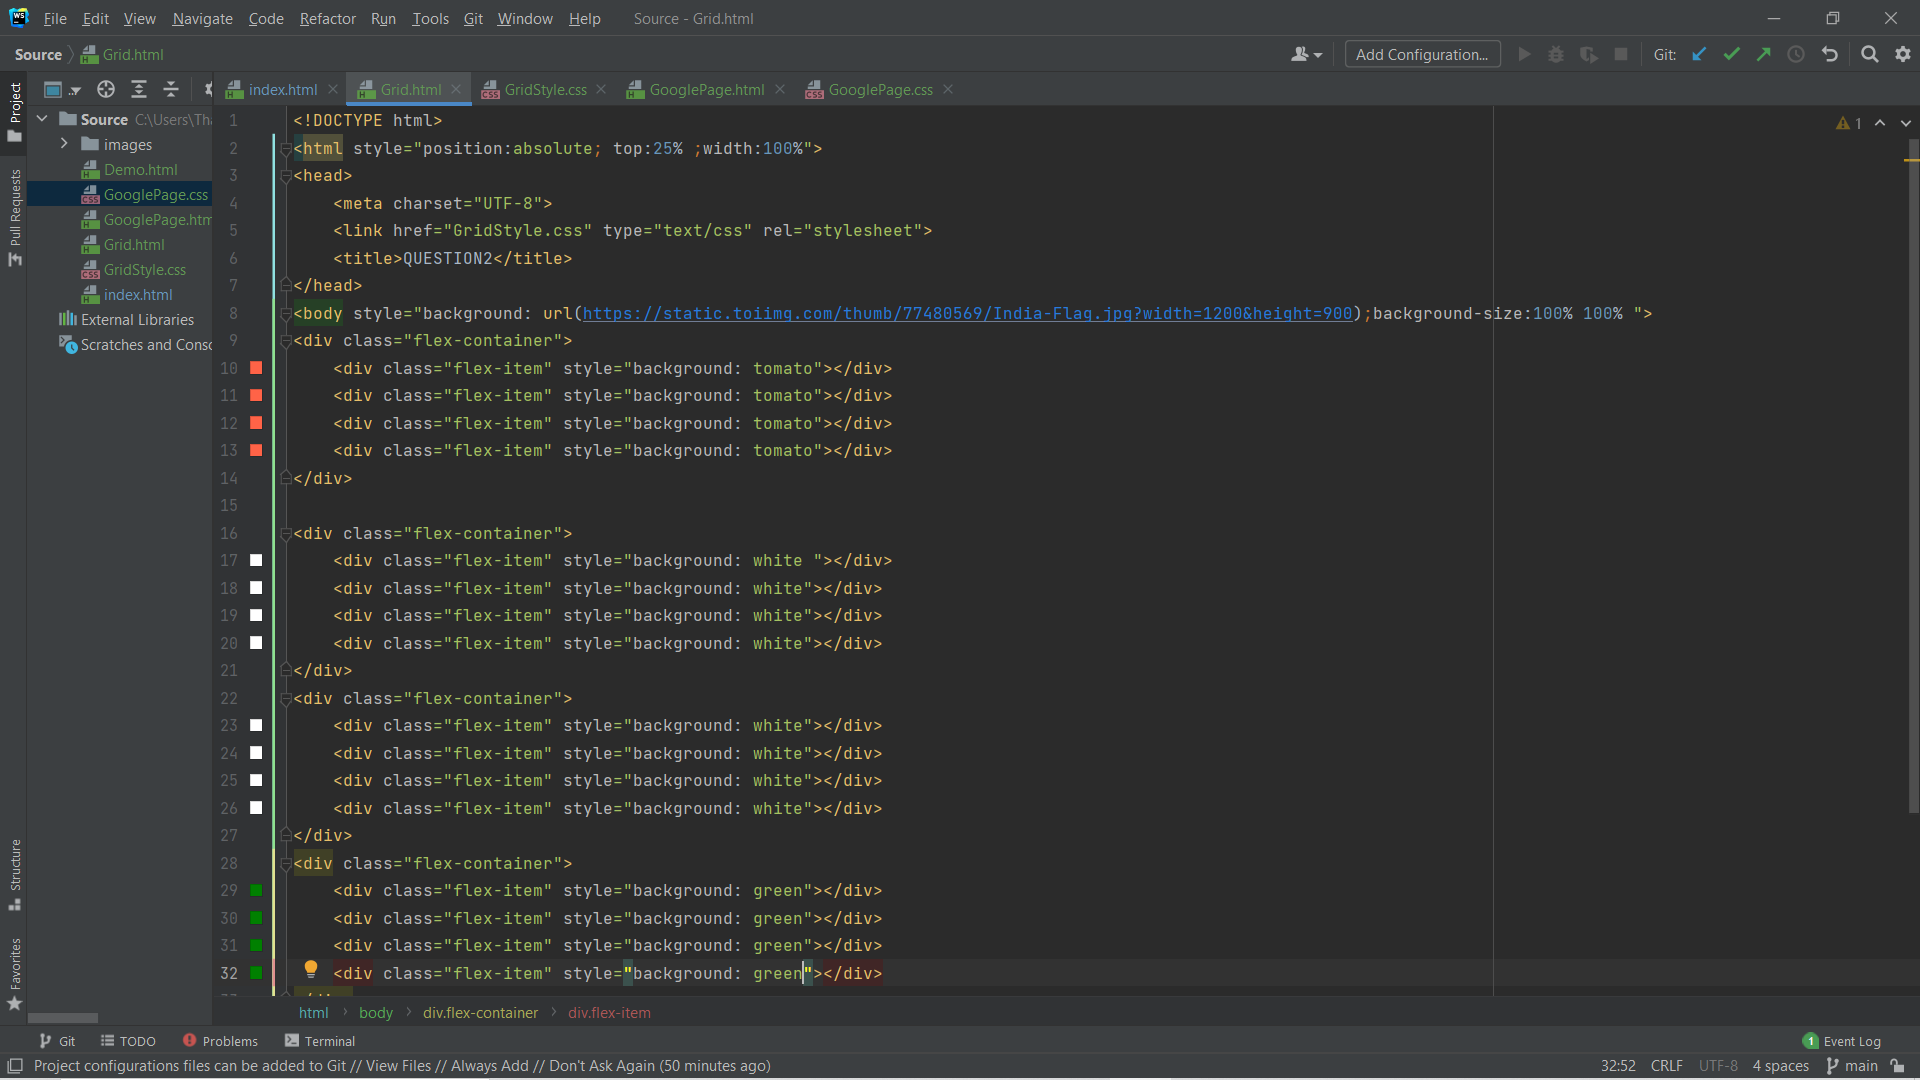 File Edit View Navigate Code Refactor Run Tools Git Window Help Source - Grid.html
Source Grid.html Add Configuration... Git:
index.html Grid.html GridStyle.css GooglePage.html GooglePage.css
Project
Pull Requests
Structure
Favorites
Source C:\Users\Tha
images
Demo.html
GooglePage.css
GooglePage.htm
Grid.html
GridStyle.css
index.html
External Libraries
Scratches and Conso
1
1 <!DOCTYPE html>
2 <html style="position:absolute; top:25% ;width:100%">
3 <head>
4 <meta charset="UTF-8">
5 <link href="GridStyle.css" type="text/css" rel="stylesheet">
6 <title>QUESTION2</title>
7 </head>
8 <body style="background: url(https://static.toiimg.com/thumb/77480569/India-Flag.jpg?width=1200&height=900);background-size:100% 100% ">
9 <div class="flex-container">
10 <div class="flex-item" style="background: tomato"></div>
11 <div class="flex-item" style="background: tomato"></div>
12 <div class="flex-item" style="background: tomato"></div>
13 <div class="flex-item" style="background: tomato"></div>
14 </div>
15
16 <div class="flex-container">
17 <div class="flex-item" style="background: white "></div>
18 <div class="flex-item" style="background: white"></div>
19 <div class="flex-item" style="background: white"></div>
20 <div class="flex-item" style="background: white"></div>
21 </div>
22 <div class="flex-container">
23 <div class="flex-item" style="background: white"></div>
24 <div class="flex-item" style="background: white"></div>
25 <div class="flex-item" style="background: white"></div>
26 <div class="flex-item" style="background: white"></div>
27 </div>
28 <div class="flex-container">
29 <div class="flex-item" style="background: green"></div>
30 <div class="flex-item" style="background: green"></div>
31 <div class="flex-item" style="background: green"></div>
32 <div class="flex-item" style="background: green"></div>
html body div.flex-container div.flex-item
Git TODO Problems Terminal 1 Event Log
Project configurations files can be added to Git // View Files // Always Add // Don't Ask Again (50 minutes ago) 32:52 CRLF UTF-8 4 spaces main